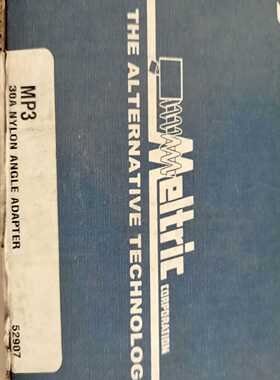 MP3
30A NYLON ANGLE ADAPTER
52907
THE ALTERNATIVE TECHNOLOG
Meltric
CORPORATION